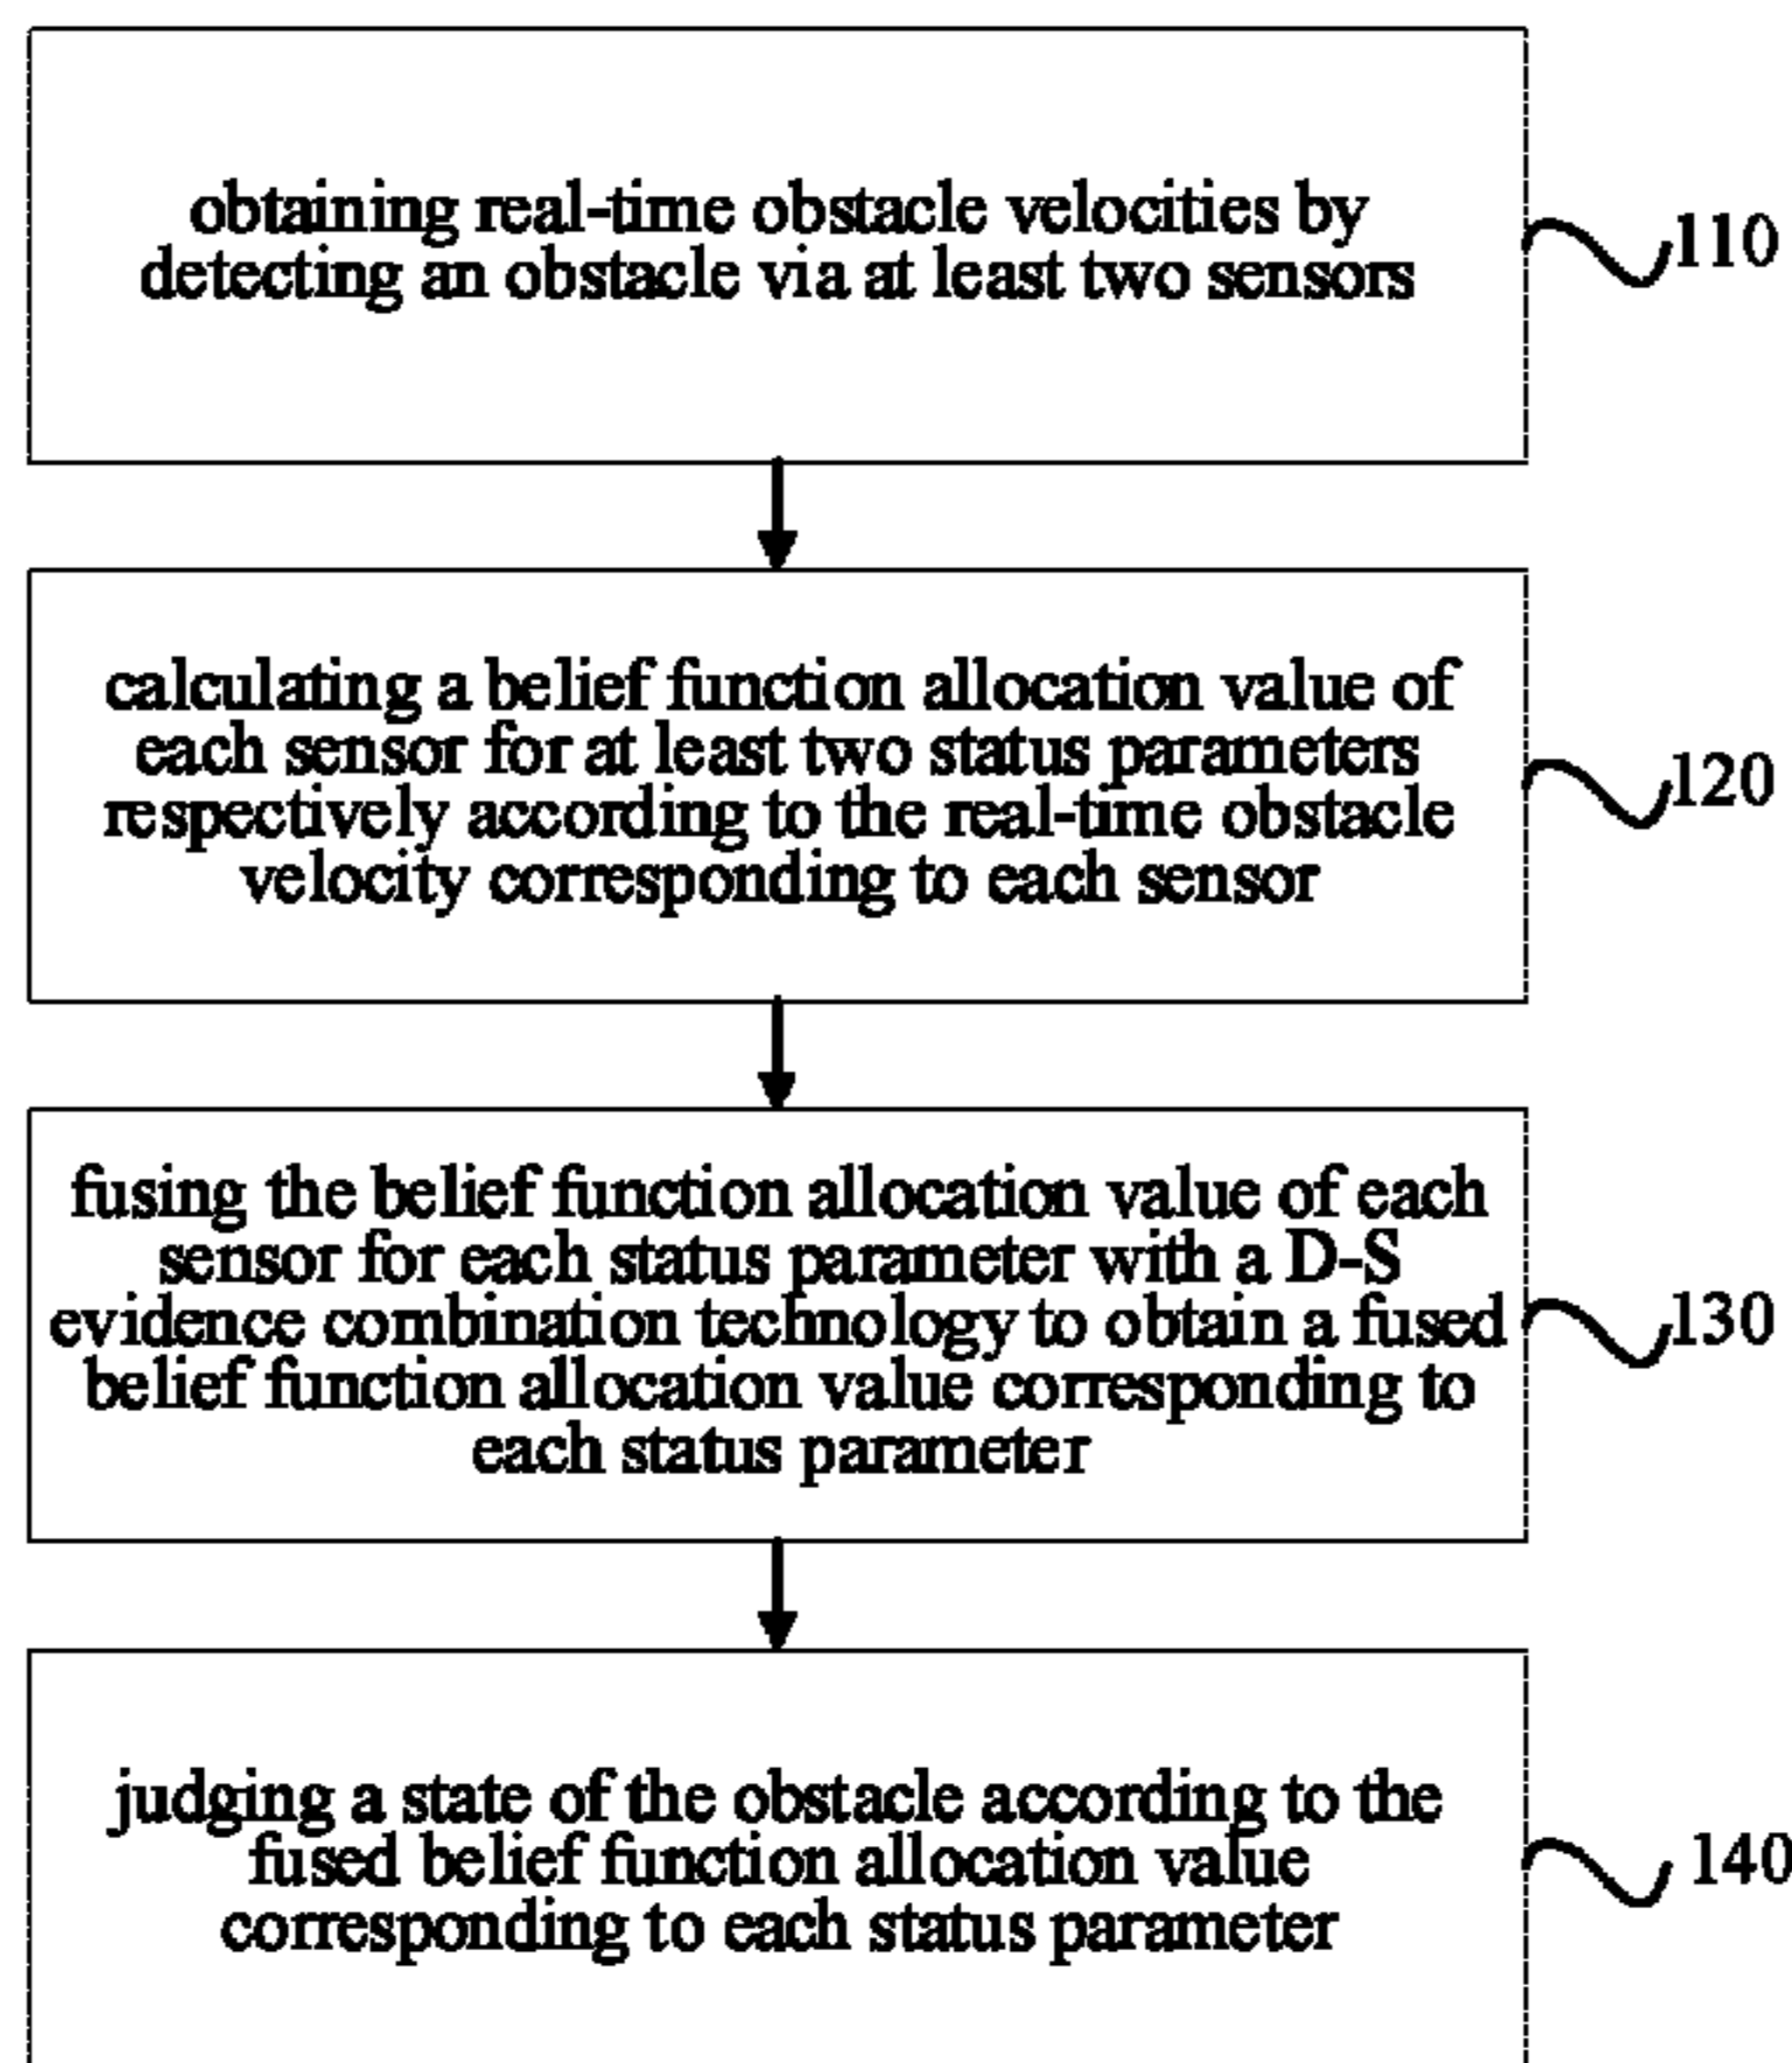 obtaining real-time obstacle velocities by
detecting an obstacle via at least two sensors
110
calculating a belief function allocation value of
each sensor for at least two status parameters
respectively according to the real-time obstacle
velocity corresponding to each sensor
120
fusing the belief function allocation value of each
sensor for each status parameter with a D-S
evidence combination technology to obtain a fused
belief function allocation value corresponding to
each status parameter
130
judging a state of the obstacle according to the
fused belief function allocation value
corresponding to each status parameter
140